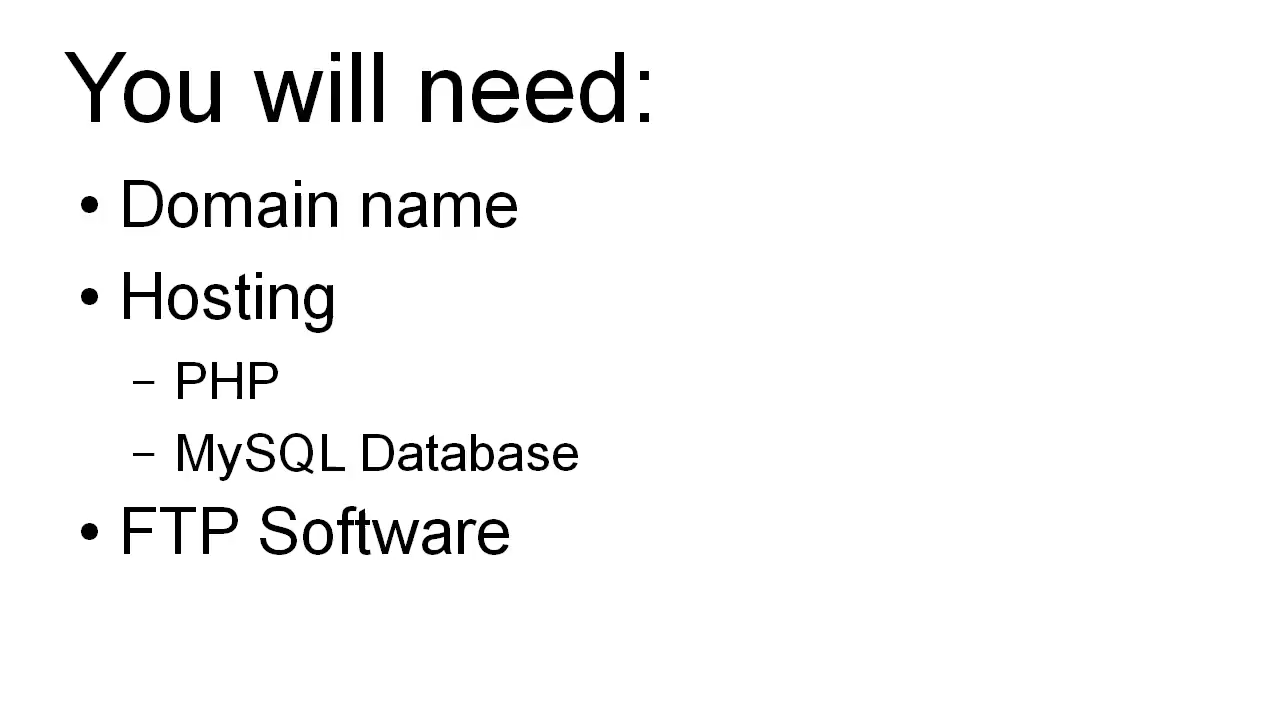 You will need:
• Domain name
• Hosting
– PHP
– MySQL Database
• FTP Software